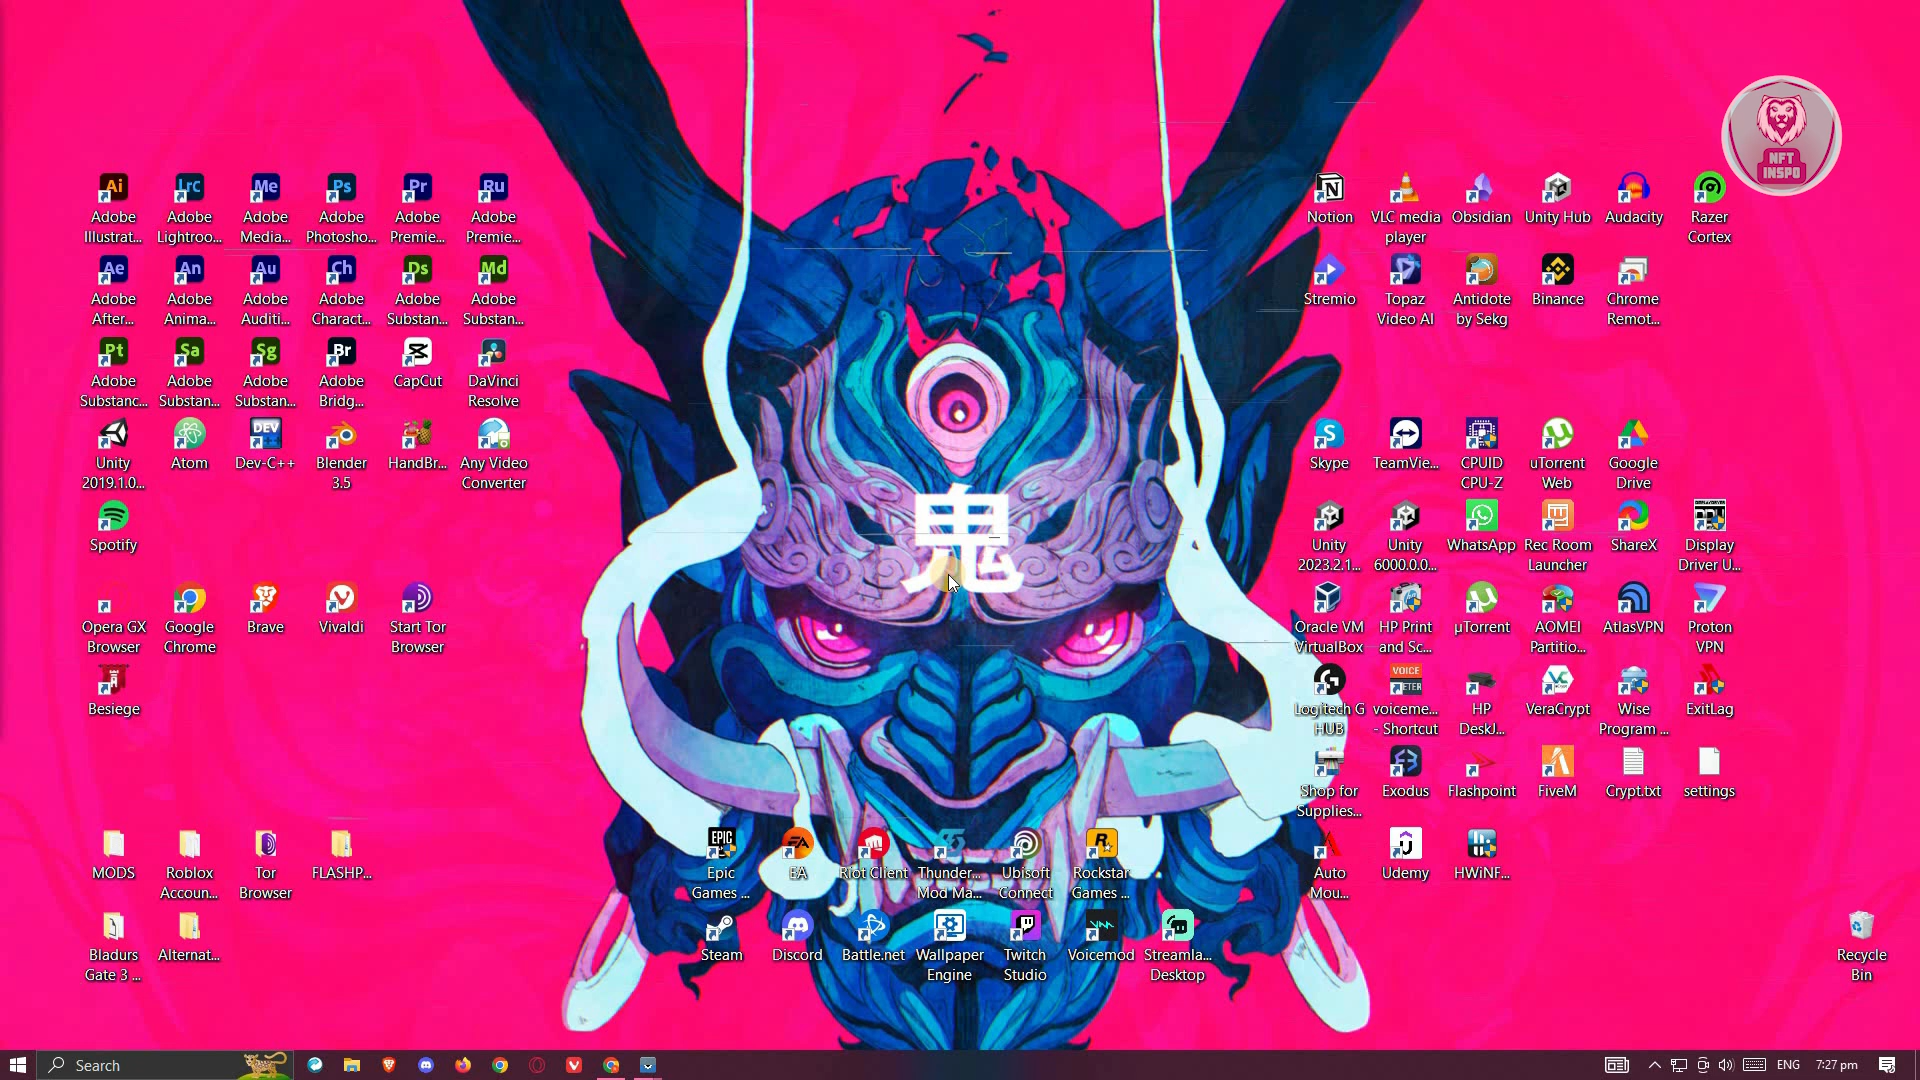 NFT
INSPO
Adobe
Illustrat...
Adobe
Lightroo...
Adobe
Media...
Adobe
Photosho...
Adobe
Premie...
Adobe
Premie...
Notion
VLC media
player
Obsidian
Unity Hub
Audacity
Razer
Cortex
Adobe
After...
Adobe
Anima...
Adobe
Auditi...
Adobe
Charact...
Adobe
Substan...
Adobe
Substan...
Stremio
Topaz
Video AI
Antidote
by Sekg
Binance
Chrome
Remot...
Adobe
Substanc...
Adobe
Substan...
Adobe
Substan...
Adobe
Bridg...
CapCut
DaVinci
Resolve
Unity
2019.1.0...
Atom
Dev-C++
Blender
3.5
HandBr...
Any Video
Converter
Skype
TeamVie...
CPUID
CPU-Z
uTorrent
Web
Google
Drive
鬼
Spotify
Unity
2023.2.1...
Unity
6000.0.0...
WhatsApp
Rec Room
Launcher
ShareX
Display
Driver U...
Opera GX
Browser
Google
Chrome
Brave
Vivaldi
Start Tor
Browser
Oracle VM
VirtualBox
HP Print
and Sc...
µTorrent
AOMEI
Partitio...
AtlasVPN
Proton
VPN
Besiege
Logitech G
HUB
voiceme...
- Shortcut
HP
DeskJ...
VeraCrypt
Wise
Program ...
ExitLag
Shop for
Supplies...
Exodus
Flashpoint
FiveM
Crypt.txt
settings
MODS
Roblox
Accoun...
Tor
Browser
FLASHP...
Epic
Games ...
EA
Riot Client
Thunder...
Mod Ma...
Ubisoft
Connect
Rockstar
Games ...
Auto
Mou...
Udemy
HWiNF...
Bladurs
Gate 3 ...
Alternat...
Steam
Discord
Battle.net
Wallpaper
Engine
Twitch
Studio
Voicemod
Streamla...
Desktop
Recycle
Bin
Search
ENG
7:27 pm